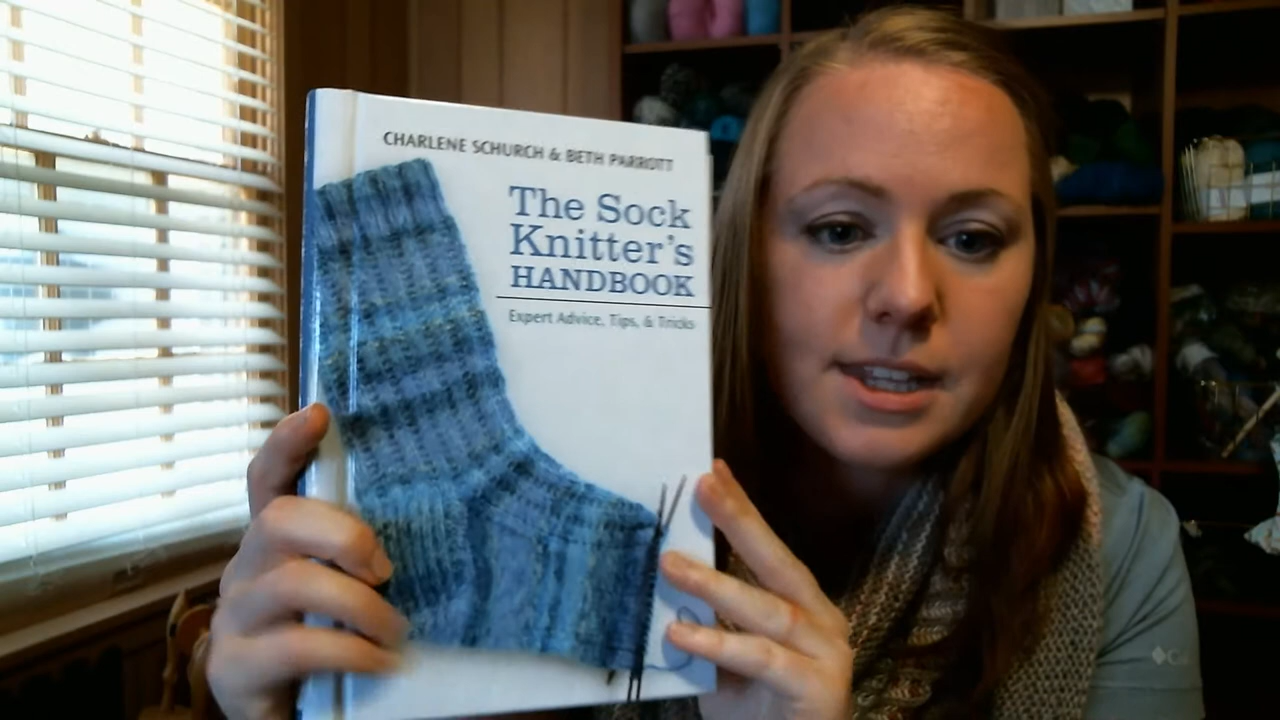 CHARLENE SCHURCH & BETH PARROTT
The Sock
Knitter's
HANDBOOK
Expert Advice, Tips, & Tricks